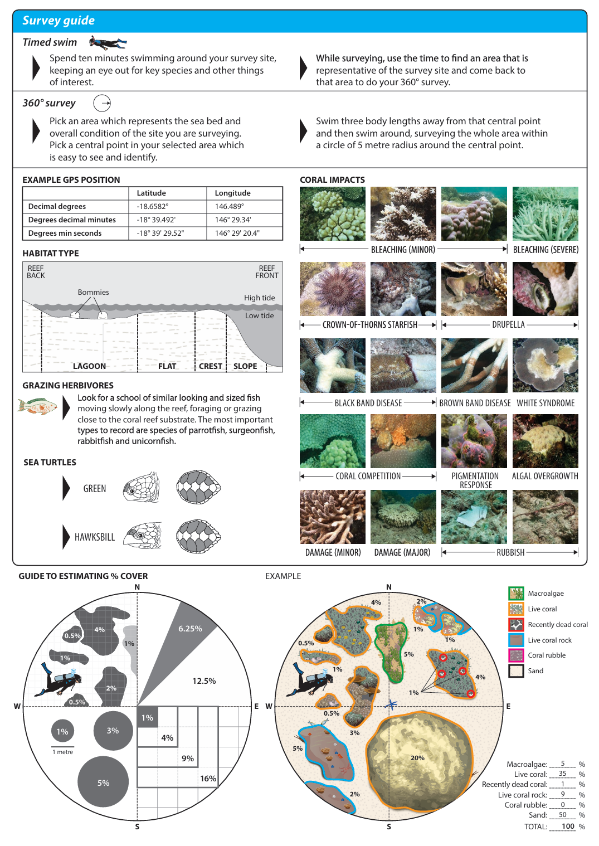 Survey guide
Timed swim
Spend ten minutes swimming around your survey site,
keeping an eye out for key species and other things
of interest.
While surveying, use the time to find an area that is
representative of the survey site and come back to
that area to do your 360° survey.
360° survey
Pick an area which represents the sea bed and
overall condition of the site you are surveying.
Pick a central point in your selected area which
is easy to see and identify.
Swim three body lengths away from that central point
and then swim around, surveying the whole area within
a circle of 5 metre radius around the central point.
EXAMPLE GPS POSITION
Latitude Longitude
Decimal degrees -18.6582° 146.489°
Degrees decimal minutes -18° 39.492' 146° 29.34'
Degrees min seconds -18° 39' 29.52" 146° 29' 20.4"
HABITAT TYPE
REEF BACK
REEF FRONT
Bommies
High tide
Low tide
LAGOON FLAT CREST SLOPE
GRAZING HERBIVORES
Look for a school of similar looking and sized fish
moving slowly along the reef, foraging or grazing
close to the coral reef substrate. The most important
types to record are species of parrotfish, surgeonfish,
rabbitfish and unicornfish.
SEA TURTLES
GREEN
HAWKSBILL
CORAL IMPACTS
BLEACHING (MINOR) BLEACHING (SEVERE)
CROWN-OF-THORNS STARFISH DRUPELLA
BLACK BAND DISEASE BROWN BAND DISEASE WHITE SYNDROME
CORAL COMPETITION PIGMENTATION RESPONSE ALGAL OVERGROWTH
DAMAGE (MINOR) DAMAGE (MAJOR) RUBBISH
GUIDE TO ESTIMATING % COVER
N
4%
0.5%
1%
1%
6.25%
12.5%
2%
0.5%
W
E
1%
1%
3%
4%
9%
1 metre
5%
16%
S
EXAMPLE
N
4%
2%
1%
1%
0.5%
5%
1%
4%
1%
W
E
0.5%
3%
5%
20%
2%
S
Macroalgae
Live coral
Recently dead coral
Live coral rock
Coral rubble
Sand
Macroalgae: 5 %
Live coral: 35 %
Recently dead coral: 1 %
Live coral rock: 9 %
Coral rubble: 0 %
Sand: 50 %
TOTAL: 100 %